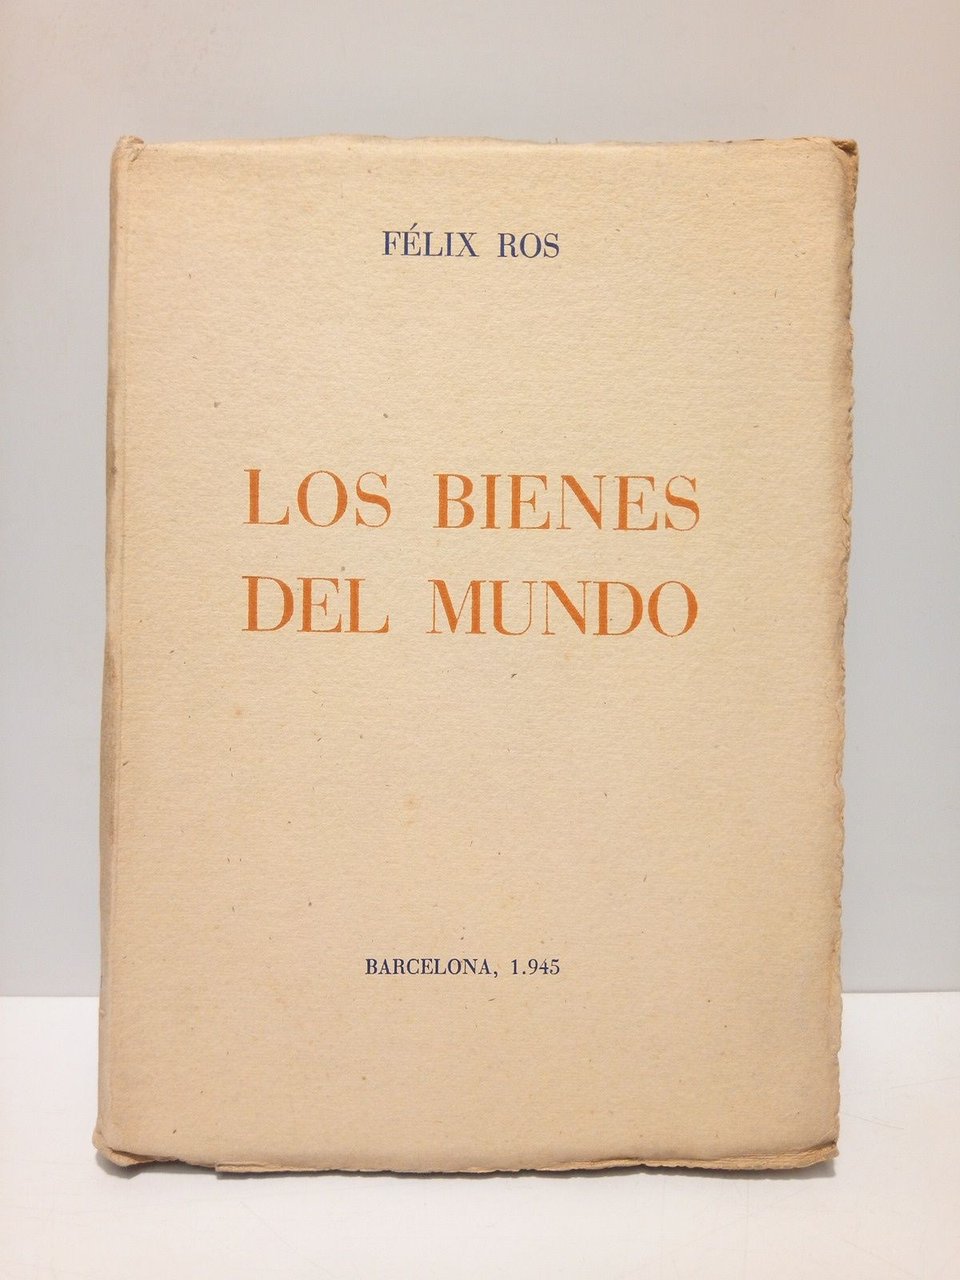 FÉLIX ROS
LOS BIENES
DEL MUNDO
BARCELONA, 1.945